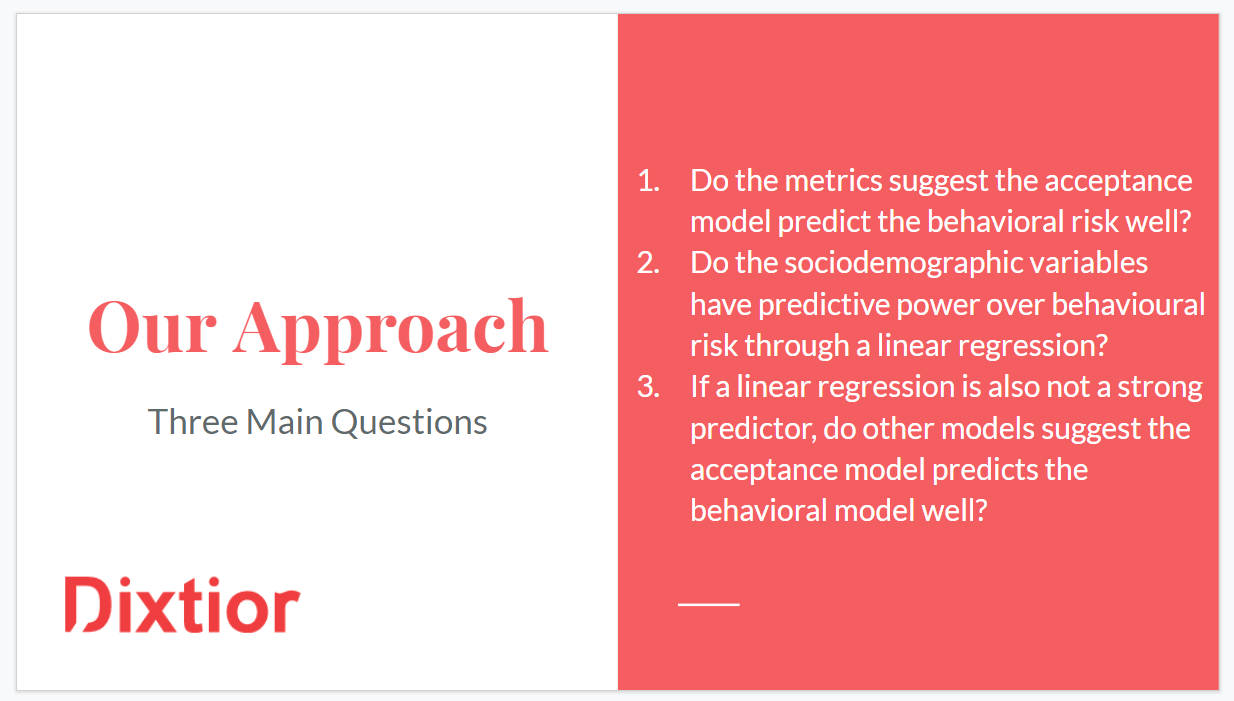 Our Approach
Three Main Questions
Dixtior
1. Do the metrics suggest the acceptance
model predict the behavioral risk well?
2. Do the sociodemographic variables
have predictive power over behavioural
risk through a linear regression?
3. If a linear regression is also not a strong
predictor, do other models suggest the
acceptance model predicts the
behavioral model well?